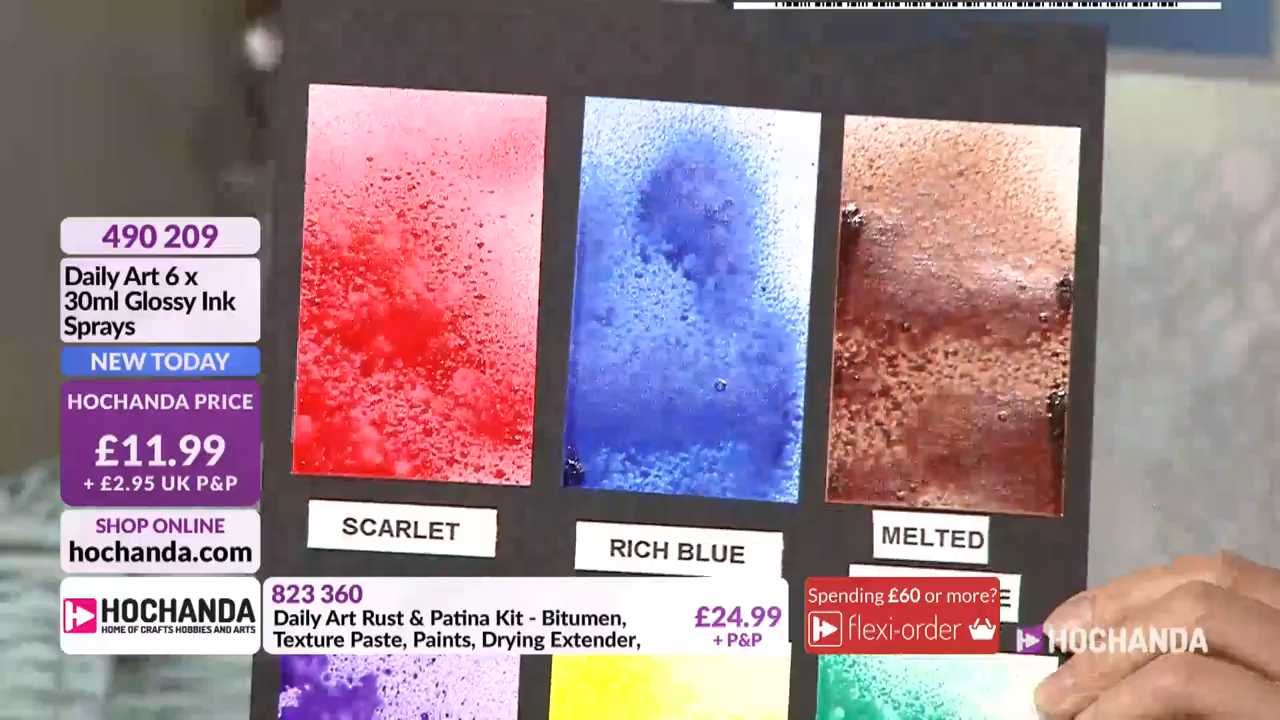 490 209
Daily Art 6 x
30ml Glossy Ink
Sprays
NEW TODAY
HOCHANDA PRICE
£11.99
+ £2.95 UK P&P
SHOP ONLINE
hochanda.com
HOCHANDA
HOME OF CRAFTS HOBBIES AND ARTS
SCARLET
RICH BLUE
MELTED
823 360
Daily Art Rust & Patina Kit - Bitumen,
Texture Paste, Paints, Drying Extender,
£24.99
+ P&P
Spending £60 or more?
flexi-order
HOCHANDA